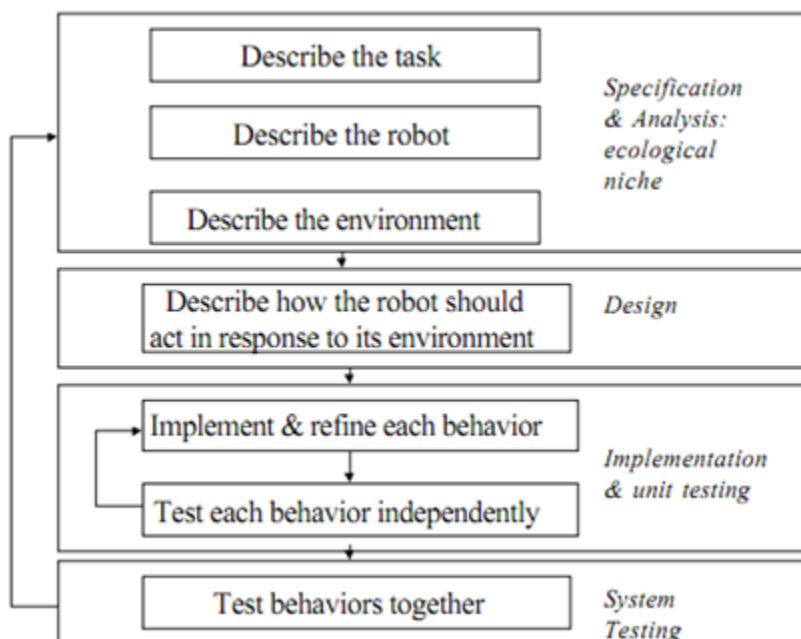 Describe the task
Specification
& Analysis:
ecological
niche
Describe the robot
Describe the environment
Describe how the robot should
act in response to its environment
Design
Implement & refine each behavior
Implementation
& unit testing
Test each behavior independently
Test behaviors together
System
Testing